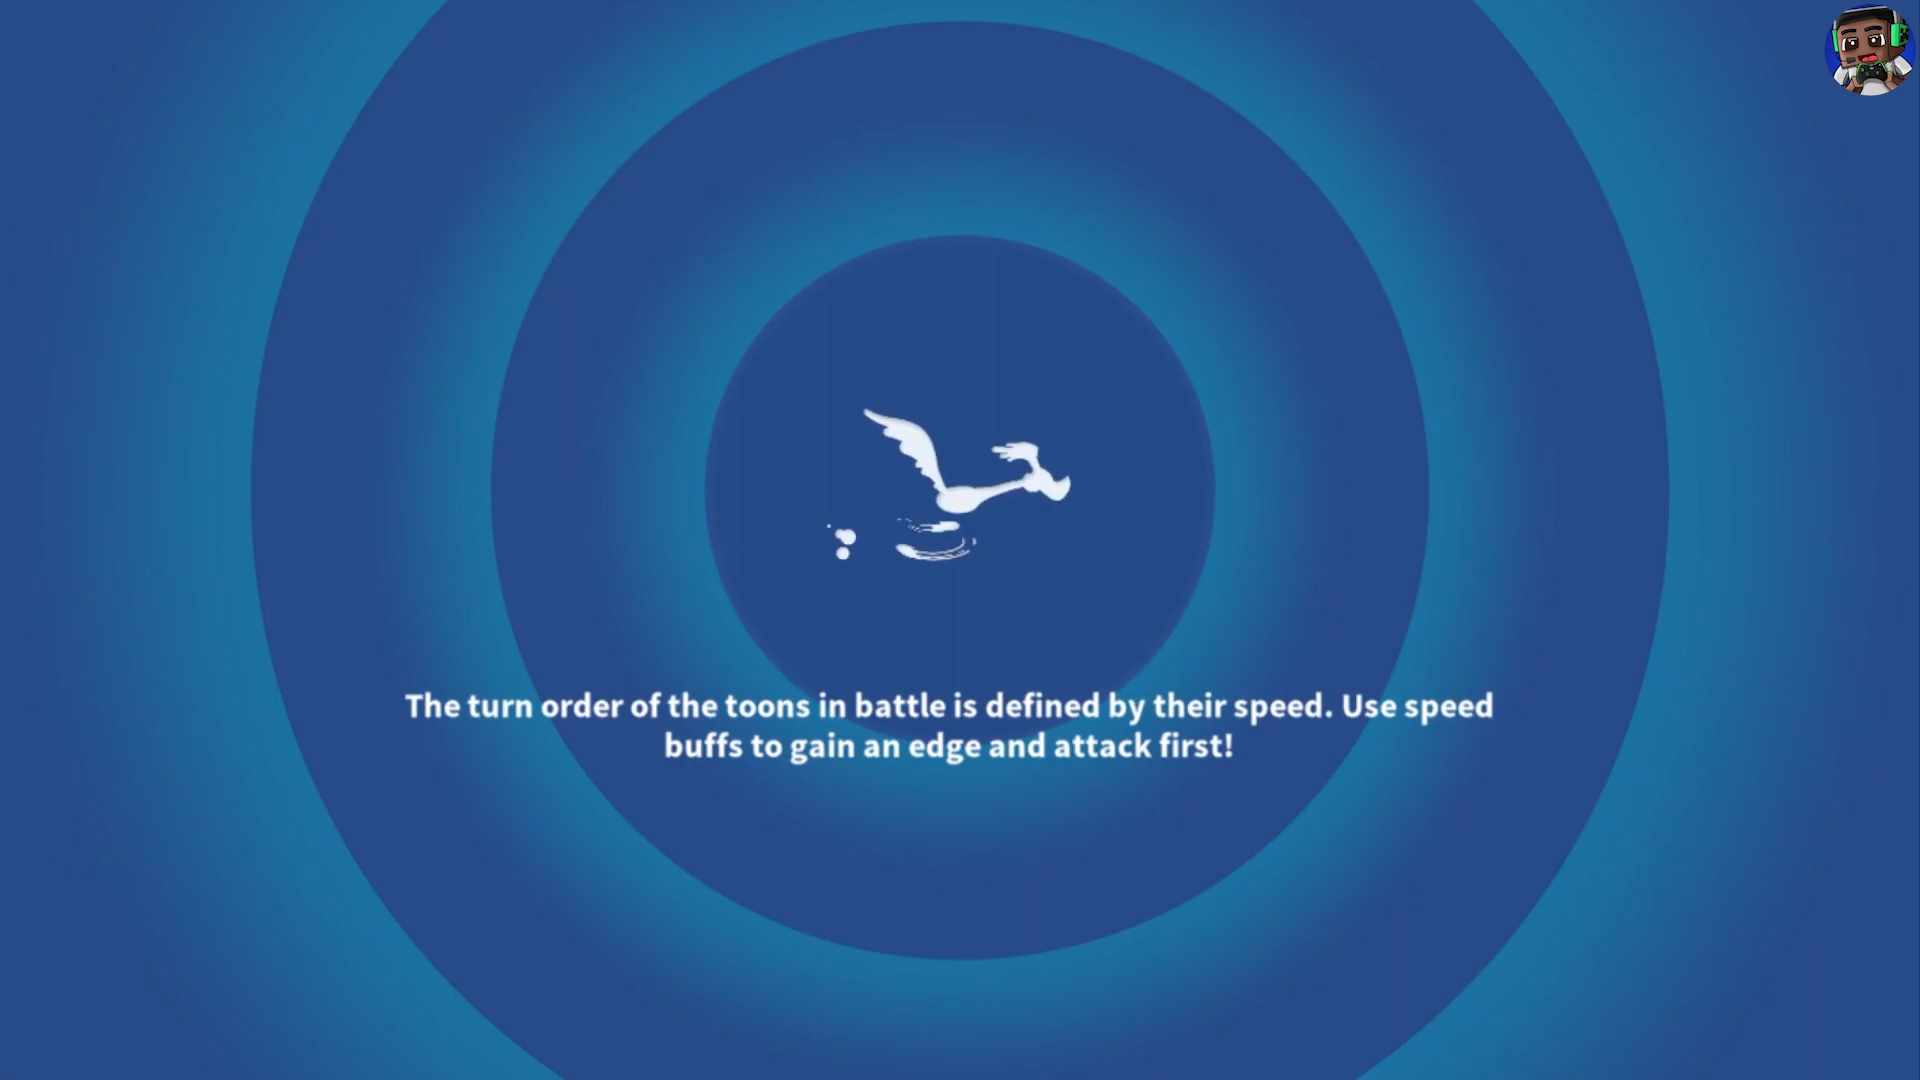 The turn order of the toons in battle is defined by their speed. Use speed
buffs to gain an edge and attack first!